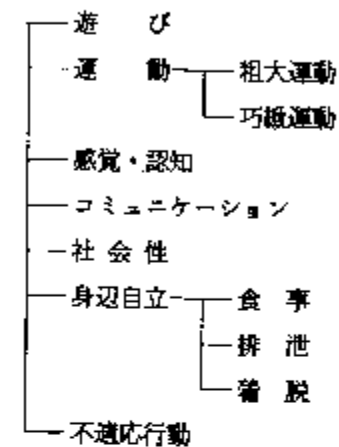 遊び
運動 粗大運動
巧緻運動
感覚・認知
コミュニケーション
社会性
身辺自立 食事
排泄
着脱
不適応行動